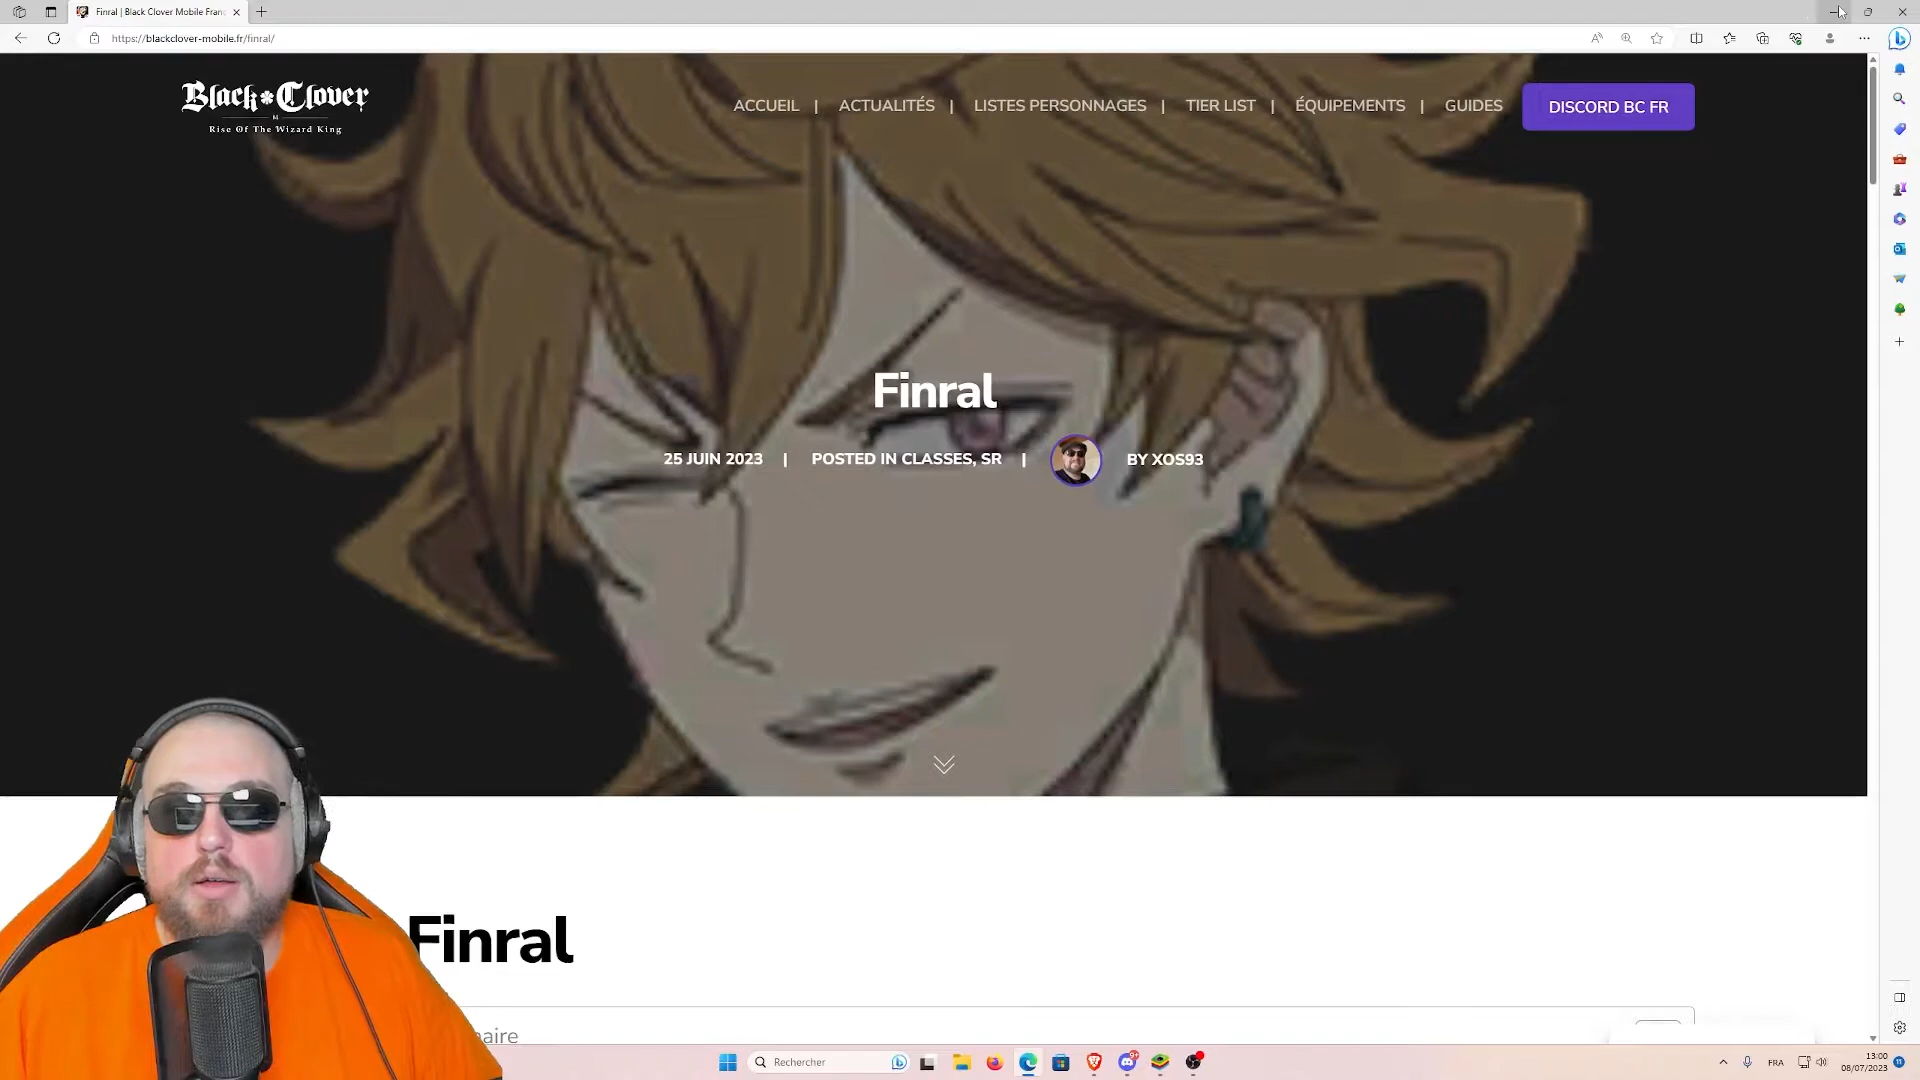 Finral | Black Clover Mobile Franç
https://blackclover-mobile.fr/finral/
Black Clover
M
Rise Of The Wizard King
ACCUEIL | ACTUALITÉS | LISTES PERSONNAGES | TIER LIST | ÉQUIPEMENTS | GUIDES
DISCORD BC FR
Finral
25 JUIN 2023 | POSTED IN CLASSES, SR | BY XOS93
Finral
naire
Rechercher
FRA
13:00
08/07/2023